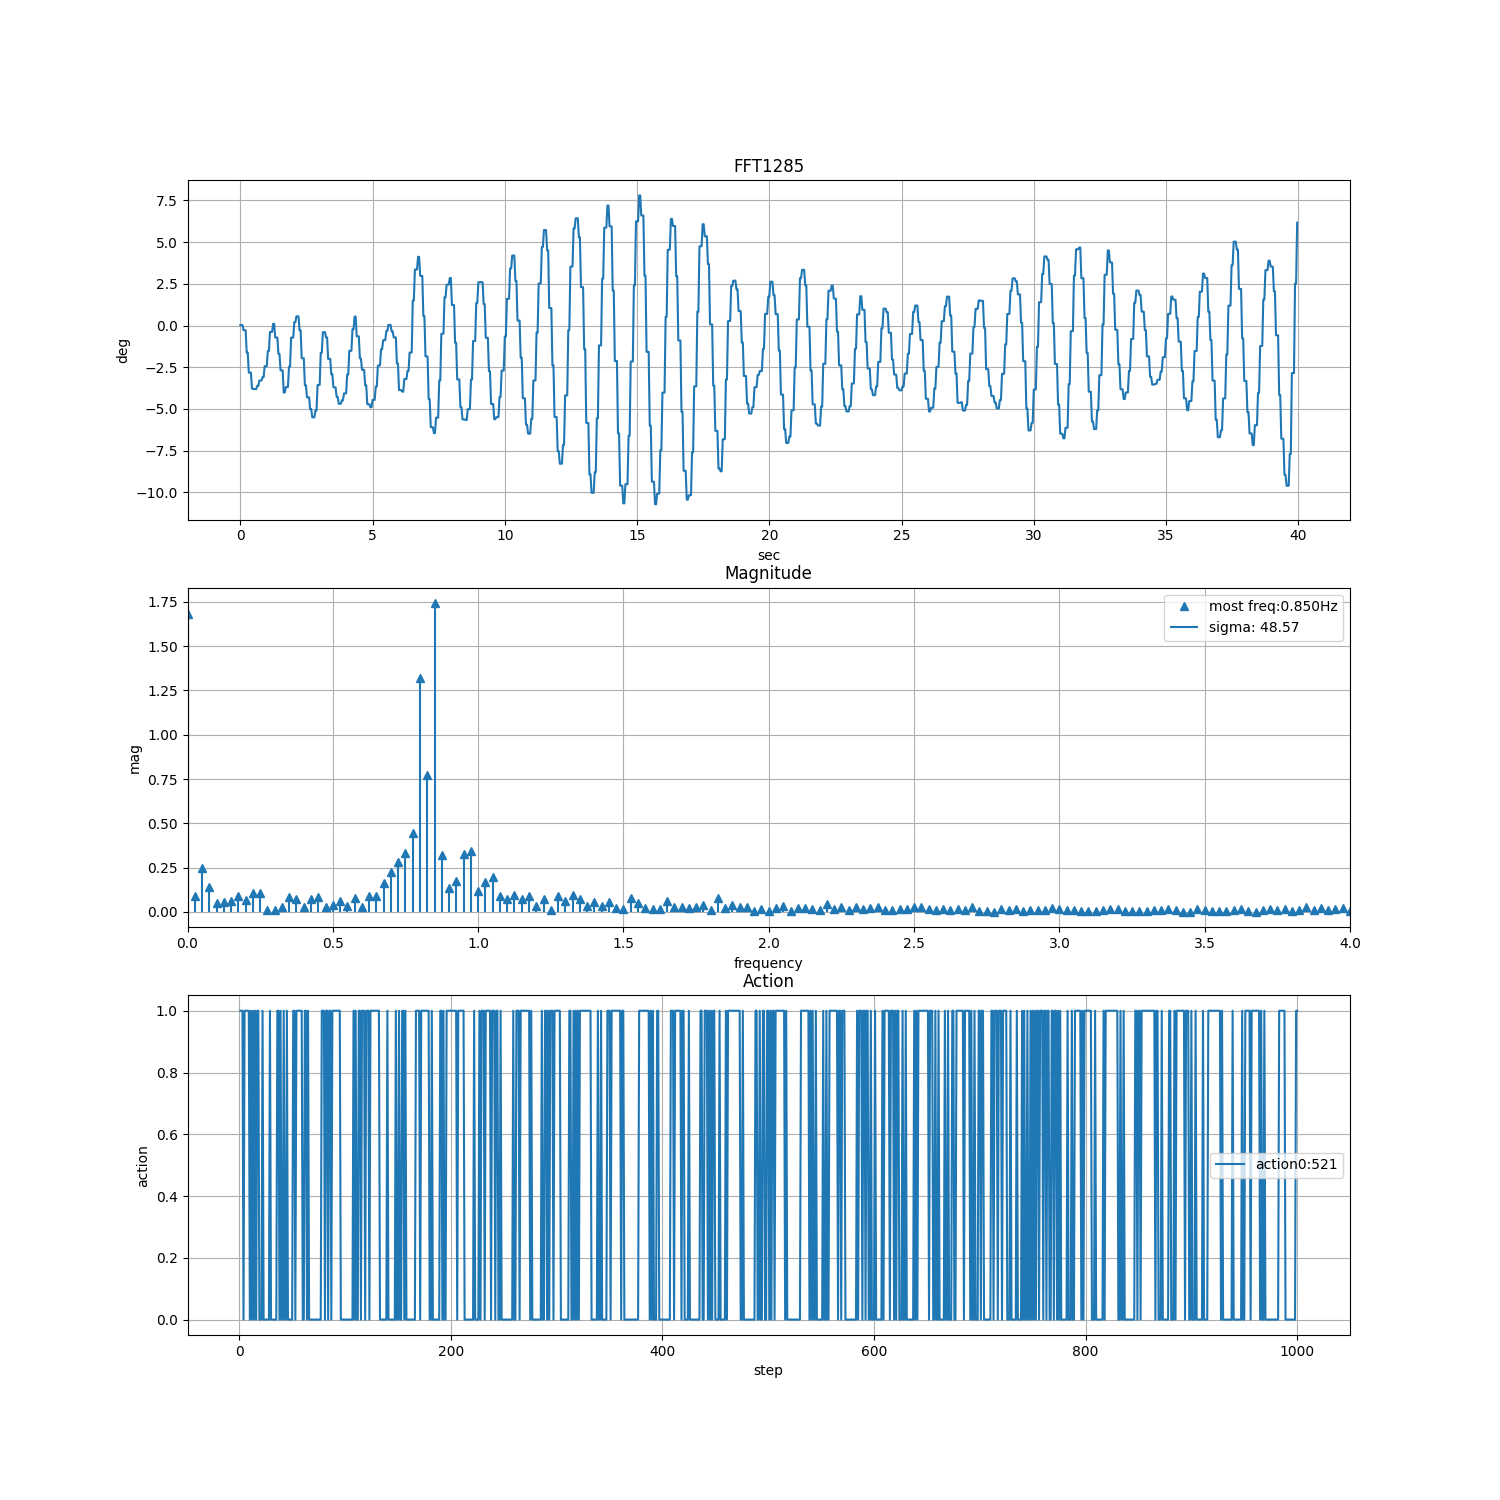 FFT1285
7.5
5.0
2.5
0.0
−2.5
−5.0
−7.5
−10.0
deg
0 5 10 15 20 25 30 35 40
sec
Magnitude
1.75
1.50
1.25
1.00
0.75
0.50
0.25
0.00
mag
most freq:0.850Hz
sigma: 48.57
0.0 0.5 1.0 1.5 2.0 2.5 3.0 3.5 4.0
frequency
Action
1.0
0.8
0.6
0.4
0.2
0.0
action
action0:521
0 200 400 600 800 1000
step